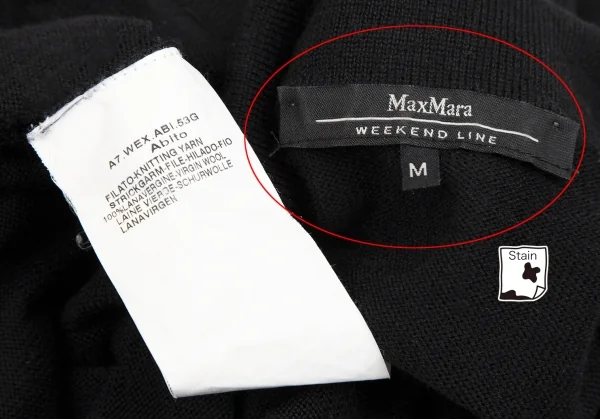 A7.WEX.ABI.53G
Abito
FILATO-KNITTING YARN
STRICKGARM-FILE-HILADO-FIO
100%LANAVERGINE-VIRGIN WOOL
LAINE VIERGE-SCHURWOLLE
LANAVIRGEN
MaxMara
WEEKEND LINE
M
Stain